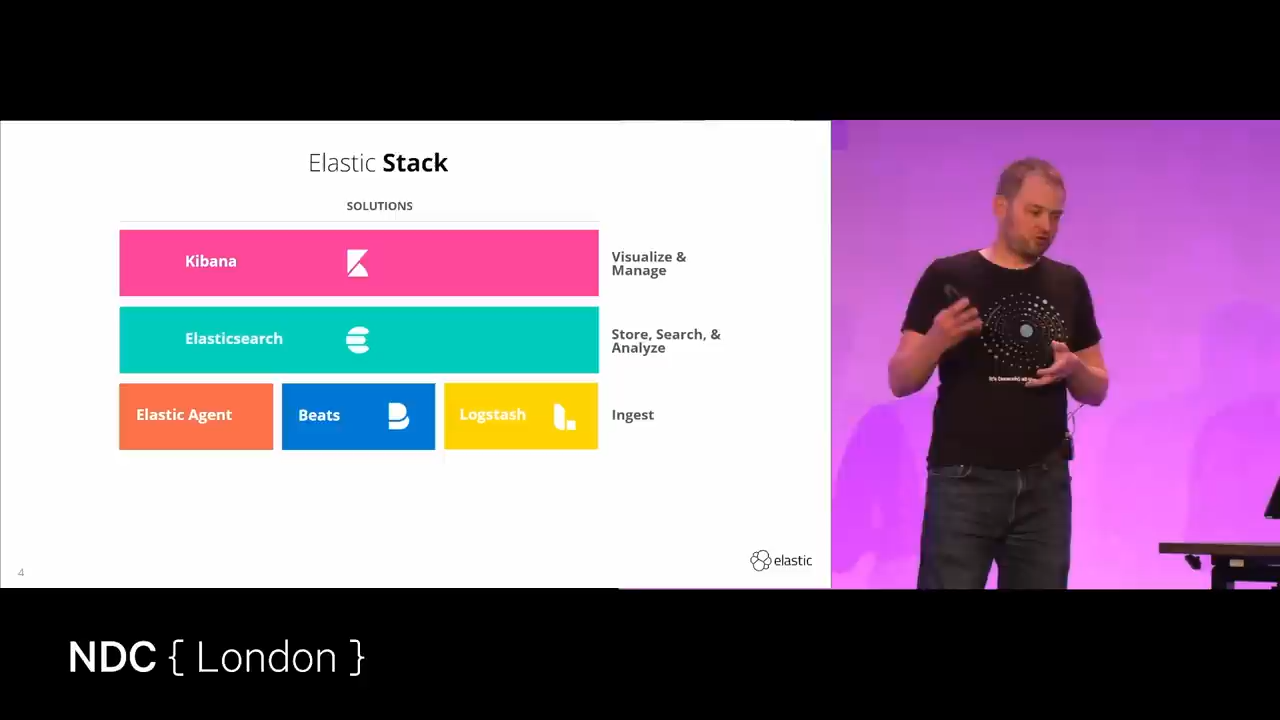 Elastic Stack
SOLUTIONS
Kibana
Visualize &
Manage
Elasticsearch
Store, Search, &
Analyze
Elastic Agent
Beats
Logstash
Ingest
4
elastic
NDC { London }